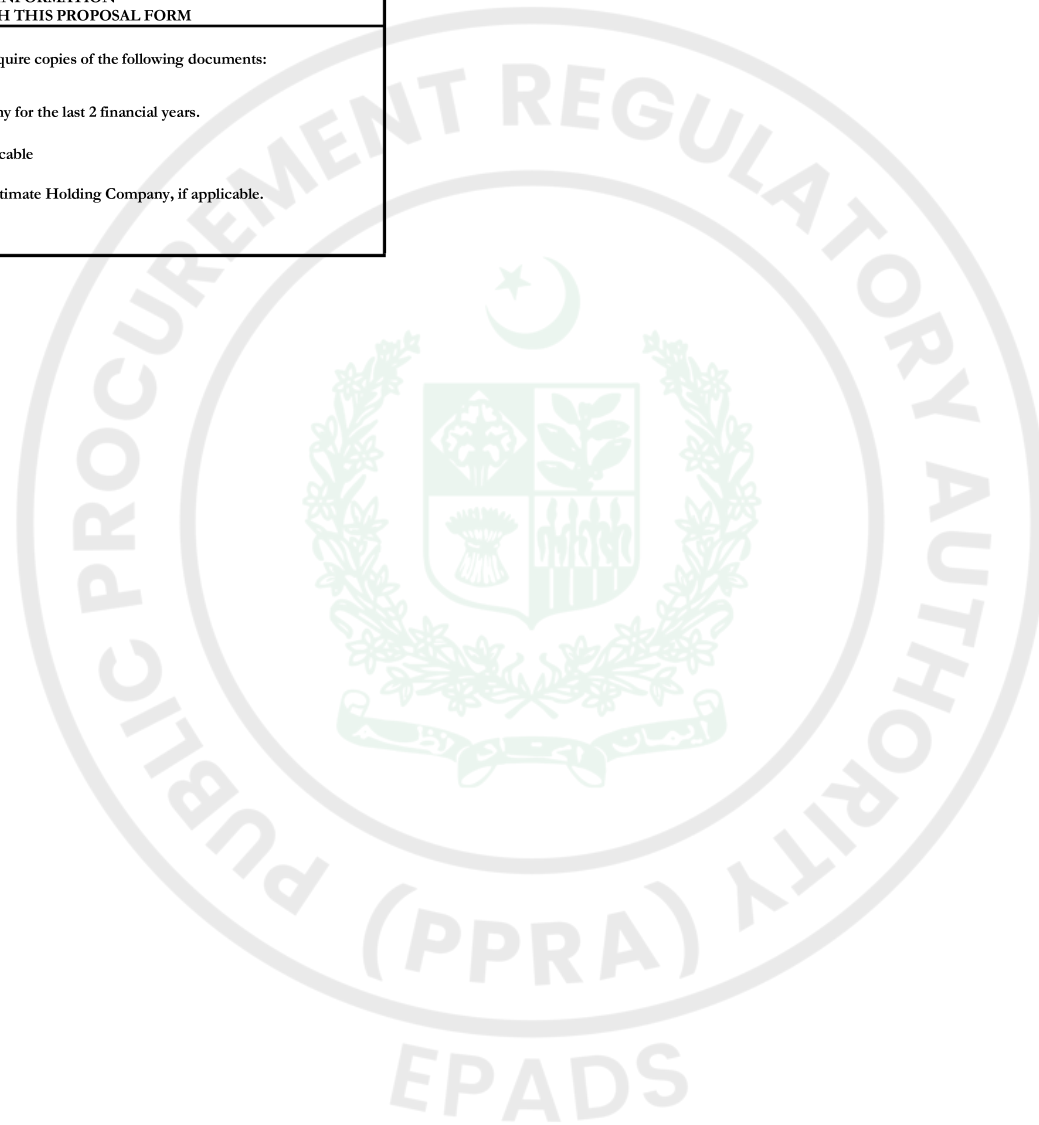 H THIS PROPOSAL FORM
quire copies of the following documents:
ny for the last 2 financial years.
cable
timate Holding Company, if applicable.
PUBLIC PROCUREMENT REGULATORY AUTHORITY
(PPRA)
EPADS